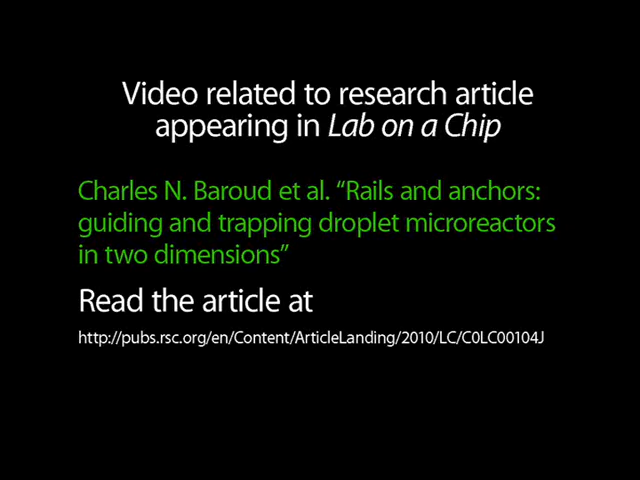 Video related to research article
appearing in Lab on a Chip
Charles N. Baroud et al. “Rails and anchors:
guiding and trapping droplet microreactors
in two dimensions”
Read the article at
http://pubs.rsc.org/en/Content/ArticleLanding/2010/LC/C0LC00104J